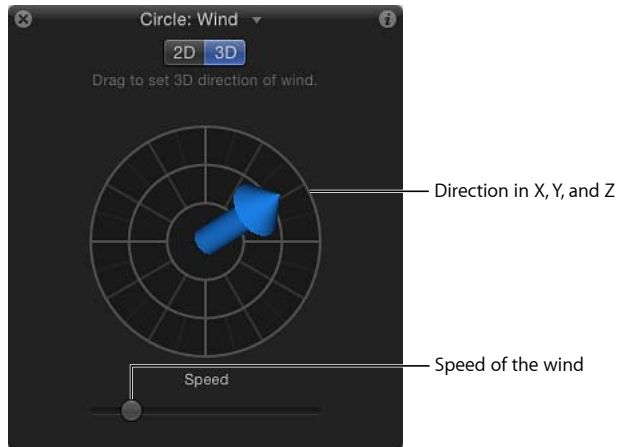 Circle: Wind
2D 3D
Drag to set 3D direction of wind.
Direction in X, Y, and Z
Speed of the wind
Speed